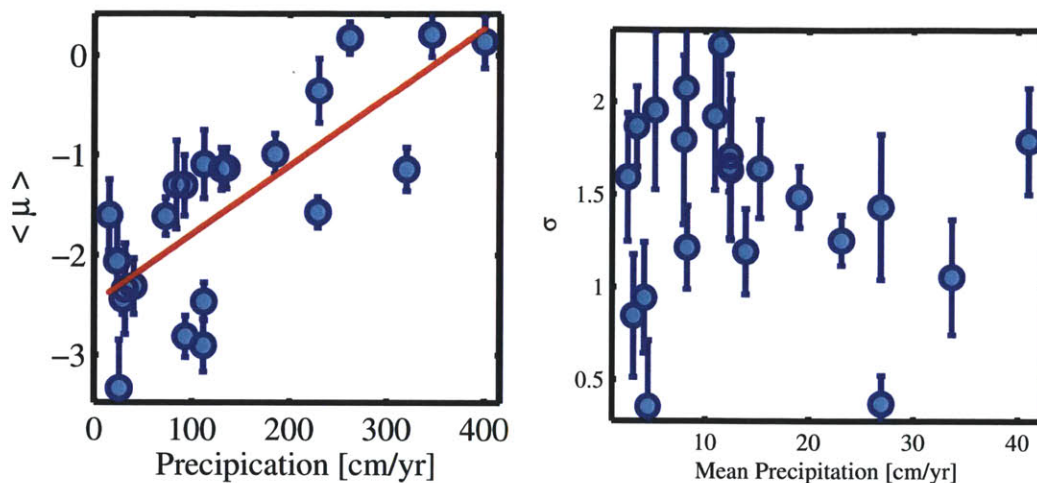 0
−1
−2
−3
< μ >
0 100 200 300 400
Precipication [cm/yr]
2
1.5
1
0.5
σ
10 20 30 40
Mean Precipitation [cm/yr]